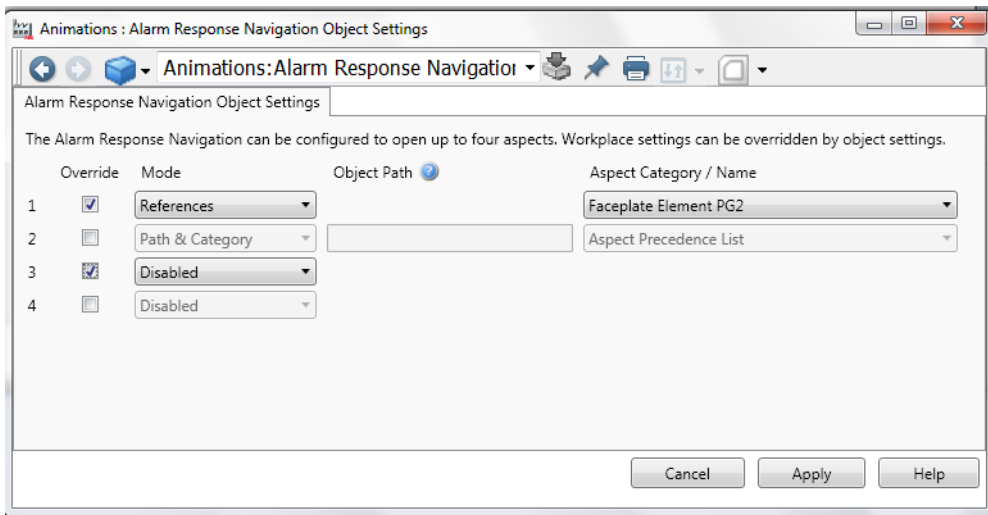 Animations : Alarm Response Navigation Object Settings
Animations:Alarm Response Navigation
Alarm Response Navigation Object Settings
The Alarm Response Navigation can be configured to open up to four aspects. Workplace settings can be overridden by object settings.
Override Mode Object Path ? Aspect Category / Name
1 References Faceplate Element PG2
2 Path & Category Aspect Precedence List
3 Disabled
4 Disabled
Cancel Apply Help